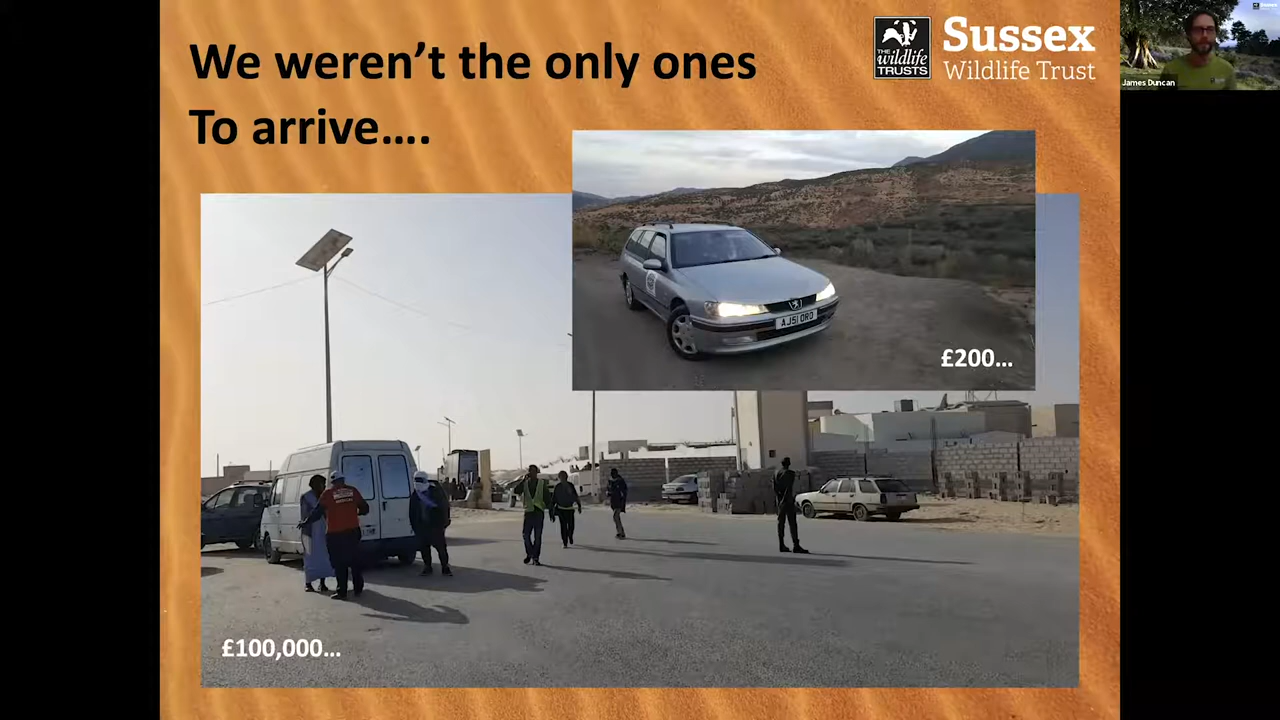 We weren't the only ones
To arrive….
THE
wildlife
TRUSTS
Sussex
Wildlife Trust
James Duncan
AJ51 ORO
£200…
£100,000…